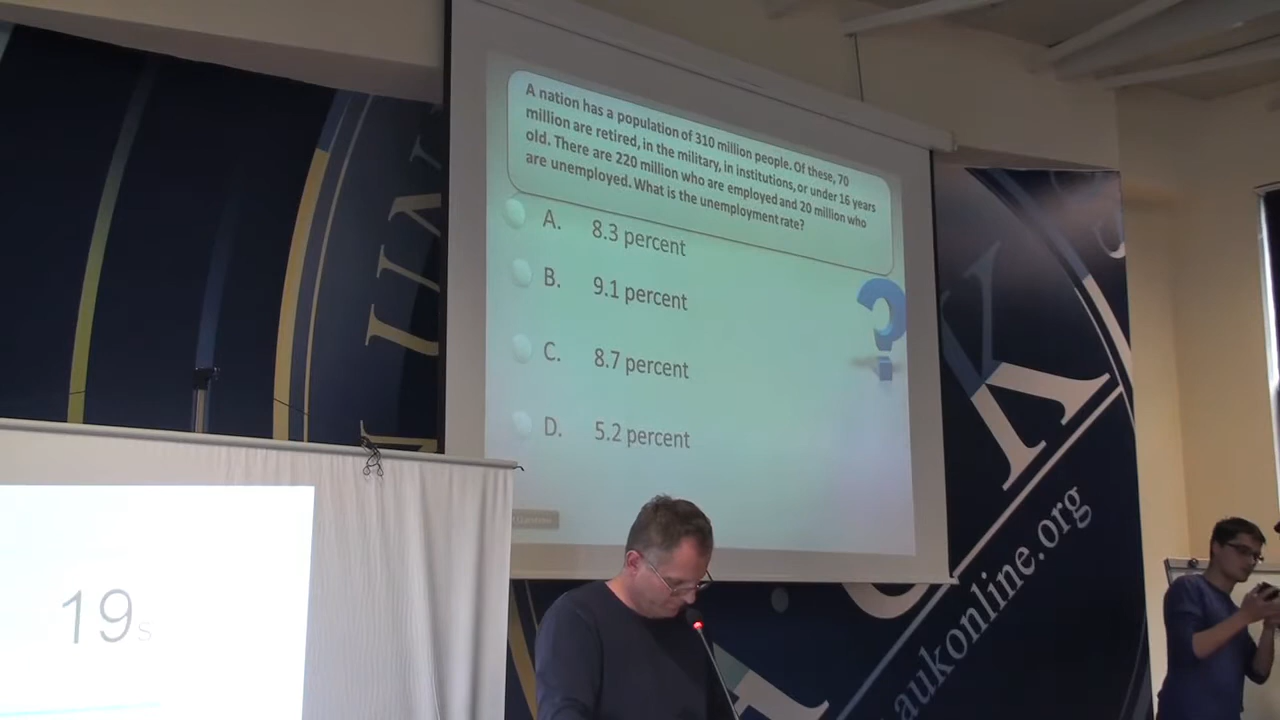 A nation has a population of 310 million people. Of these, 70
million are retired, in the military, in institutions, or under 16 years
old. There are 220 million who are employed and 20 million who
are unemployed. What is the unemployment rate?
A. 8.3 percent
B. 9.1 percent
C. 8.7 percent
D. 5.2 percent
?
19s
UN
K
A
aukonline.org